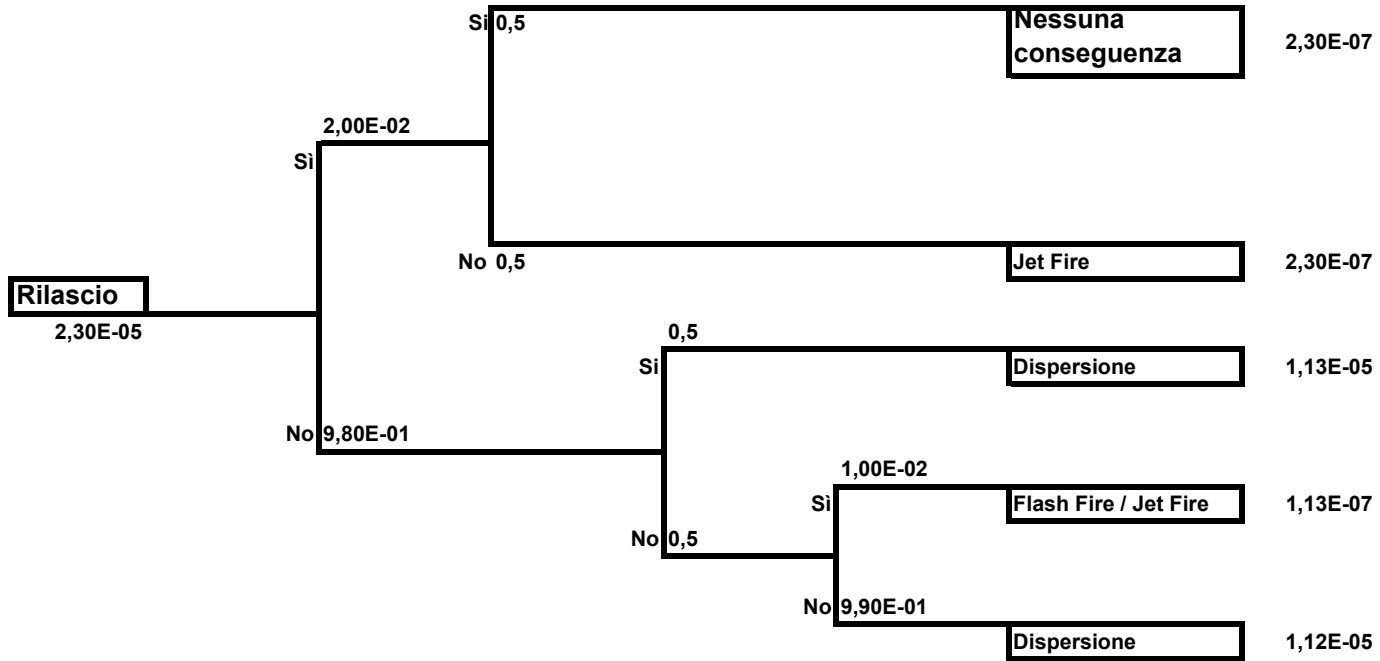 Si 0,5
Nessuna
conseguenza
2,30E-07
2,00E-02
Sì
No 0,5
Jet Fire
2,30E-07
Rilascio
2,30E-05
0,5
Si
Dispersione
1,13E-05
No 9,80E-01
1,00E-02
Sì
Flash Fire / Jet Fire
1,13E-07
No 0,5
No 9,90E-01
Dispersione
1,12E-05